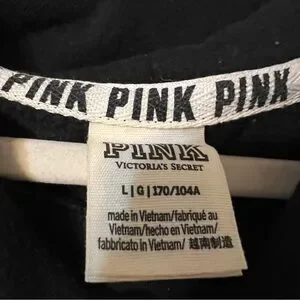 PINK PINK PINK
PINK
VICTORIA'S SECRET
L|G|170/104A
made in Vietnam/fabriqué au
Vietnam/hecho en Vietnam/
fabbricato in Vietnam/ 越南制造